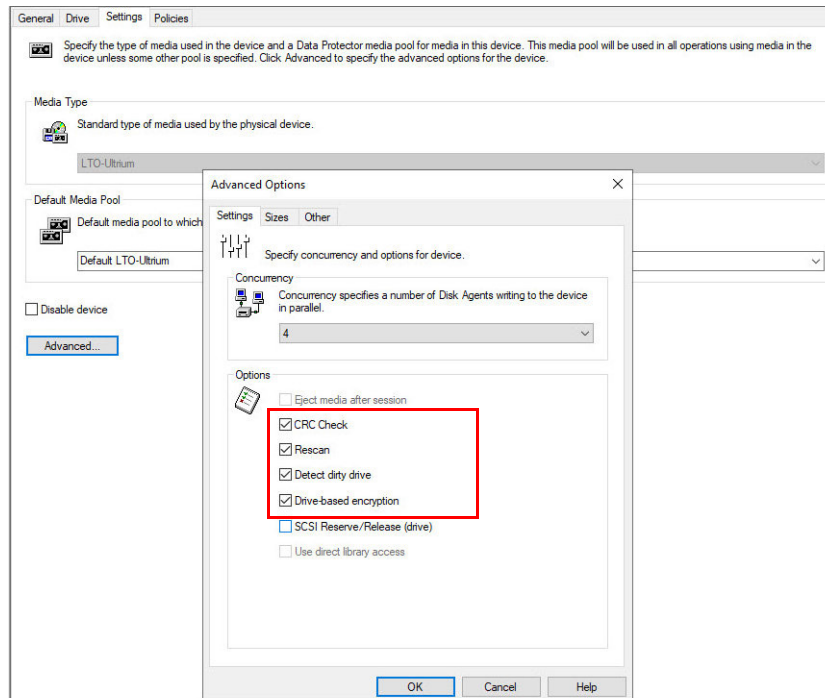 General Drive Settings Policies
Specify the type of media used in the device and a Data Protector media pool for media in this device. This media pool will be used in all operations using media in the
device unless some other pool is specified. Click Advanced to specify the advanced options for the device.
Media Type
Standard type of media used by the physical device.
LTO-Ultrium
Default Media Pool
Default media pool to which
Default LTO-Ultrium
Disable device
Advanced...
Advanced Options
Settings Sizes Other
Specify concurrency and options for device.
Concurrency
Concurrency specifies a number of Disk Agents writing to the device
in parallel.
4
Options
Eject media after session
CRC Check
Rescan
Detect dirty drive
Drive-based encryption
SCSI Reserve/Release (drive)
Use direct library access
OK Cancel Help